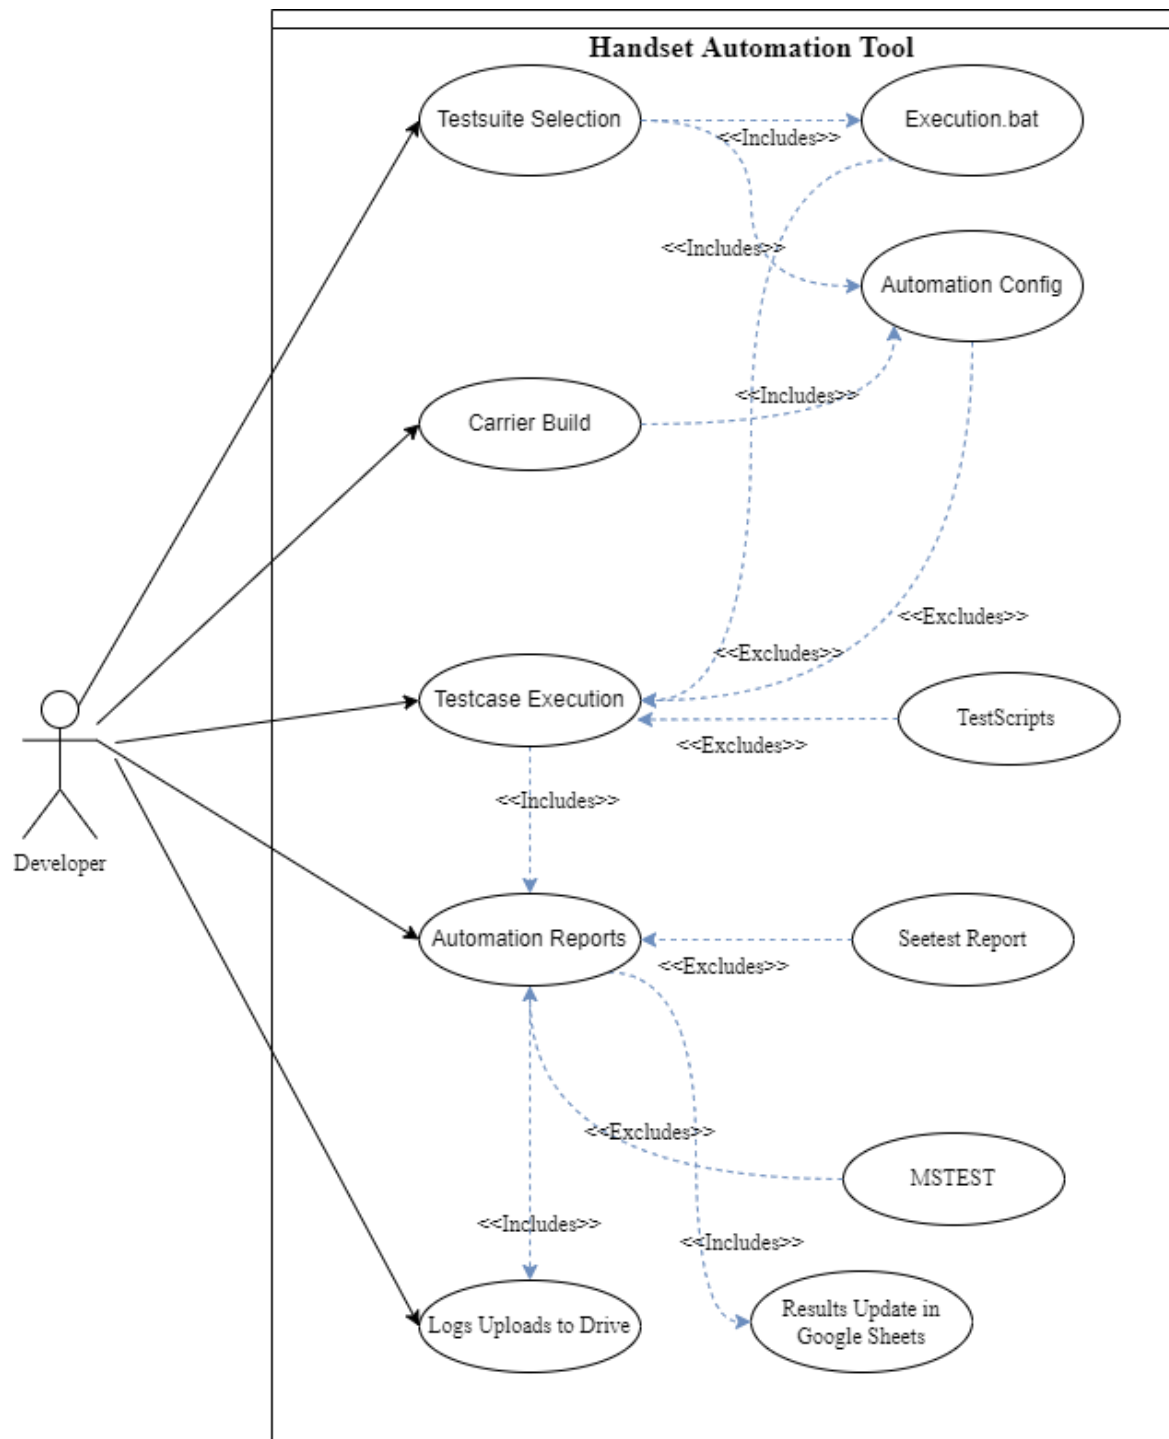 Handset Automation Tool
Testsuite Selection
Execution.bat
<<Includes>>
<<Includes>>
Automation Config
<<Includes>>
Carrier Build
<<Excludes>>
<<Excludes>>
Testcase Execution
TestScripts
<<Excludes>>
<<Includes>>
Developer
Automation Reports
Seetest Report
<<Excludes>>
<<Excludes>>
MSTEST
<<Includes>>
<<Includes>>
Logs Uploads to Drive
Results Update in
Google Sheets